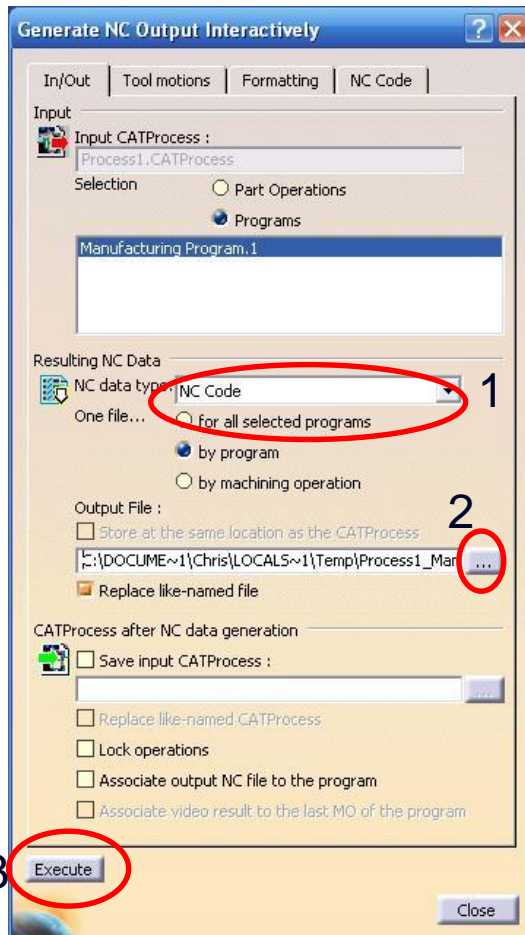 Generate NC Output Interactively
In/Out Tool motions Formatting NC Code
Input
Input CATProcess :
Process1.CATProcess
Selection Part Operations
Programs
Manufacturing Program.1
Resulting NC Data
NC data type: NC Code 1
One file... for all selected programs
by program
by machining operation
2
Output File :
Store at the same location as the CATProcess
E:\DOCUME~1\Chris\LOCALS~1\Temp\Process1_Man ...
Replace like-named file
CATProcess after NC data generation
Save input CATProcess :
...
Replace like-named CATProcess
Lock operations
Associate output NC file to the program
Associate video result to the last MO of the program
3 Execute
Close